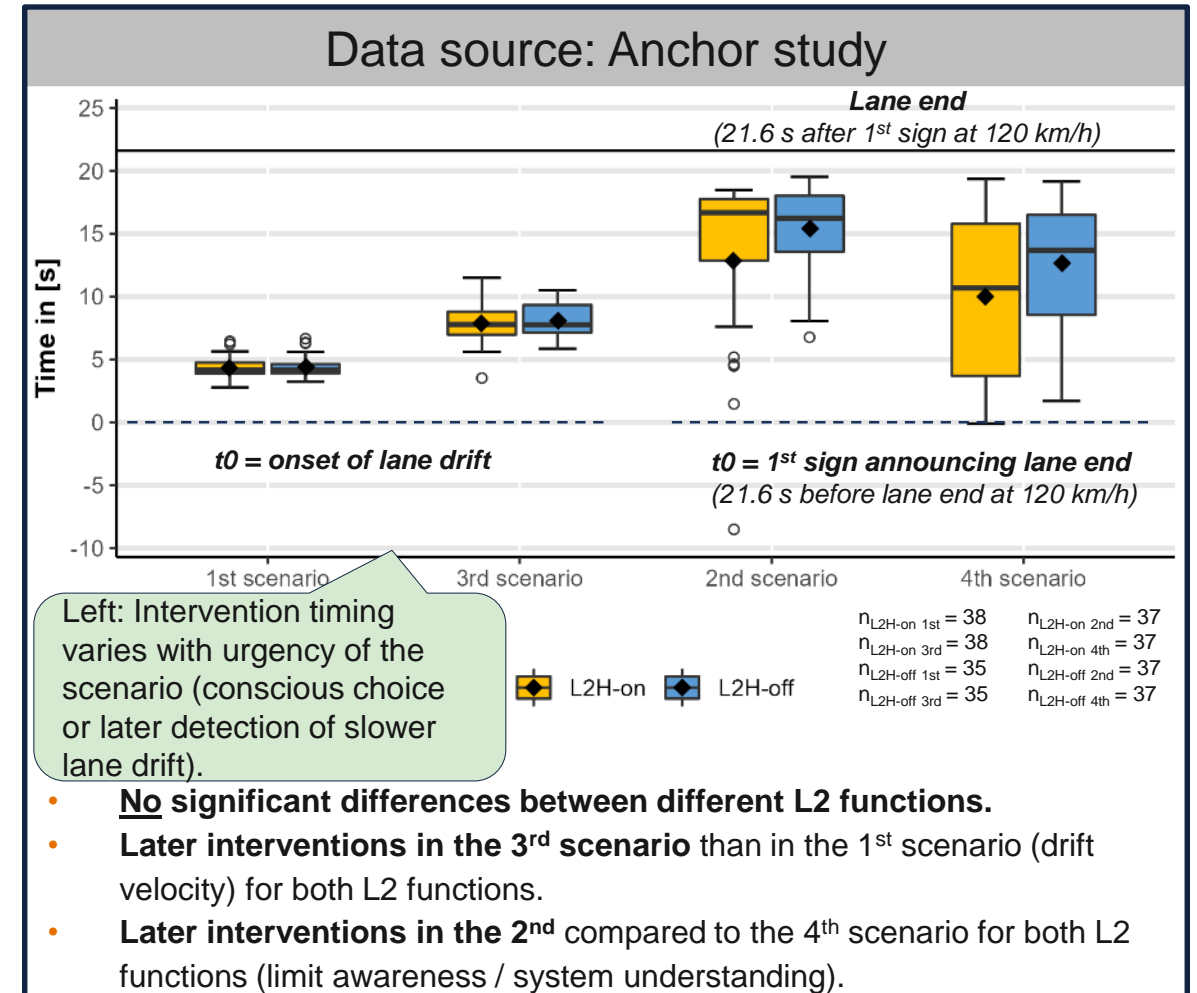 Data source: Anchor study
Lane end
(21.6 s after 1st sign at 120 km/h)
25
20
15
10
5
0
-5
-10
Time in [s]
t0 = onset of lane drift
t0 = 1st sign announcing lane end
(21.6 s before lane end at 120 km/h)
1st scenario
3rd scenario
2nd scenario
4th scenario
Left: Intervention timing
varies with urgency of the
scenario (conscious choice
or later detection of slower
lane drift).
L2H-on
L2H-off
nL2H-on 1st = 38
nL2H-on 3rd = 38
nL2H-off 1st = 35
nL2H-off 3rd = 35
nL2H-on 2nd = 37
nL2H-on 4th = 37
nL2H-off 2nd = 37
nL2H-off 4th = 37
• No significant differences between different L2 functions.
• Later interventions in the 3rd scenario than in the 1st scenario (drift
velocity) for both L2 functions.
• Later interventions in the 2nd compared to the 4th scenario for both L2
functions (limit awareness / system understanding).